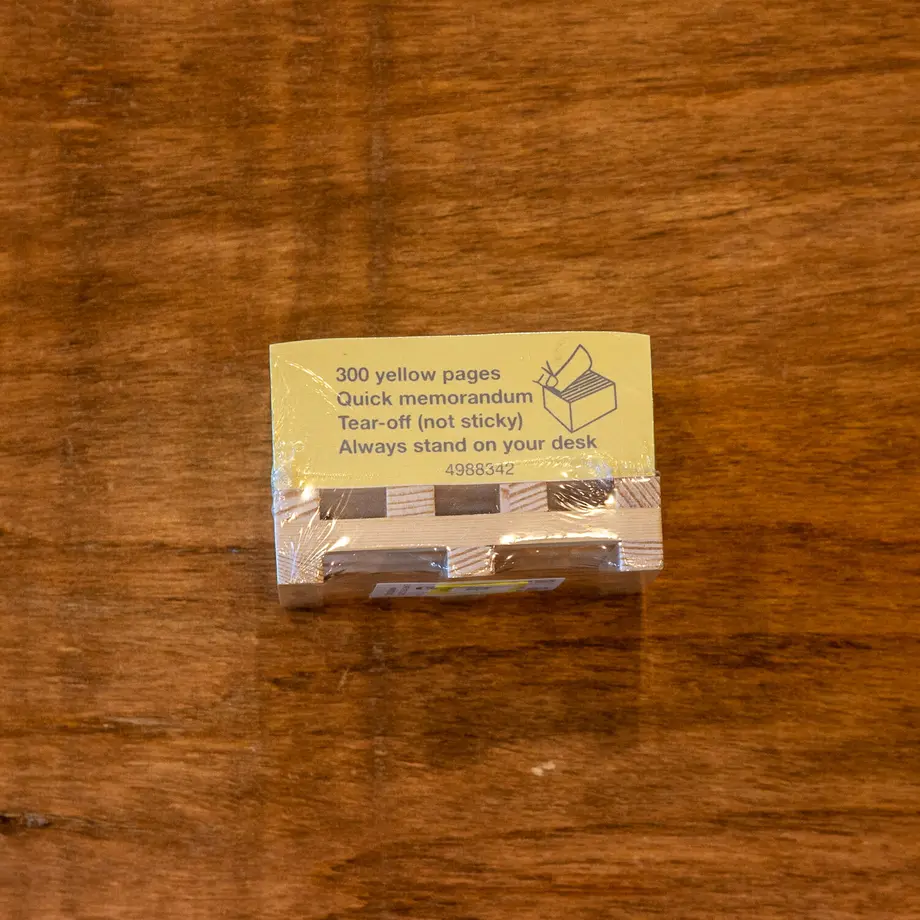 300 yellow pages
Quick memorandum
Tear-off (not sticky)
Always stand on your desk
4988342